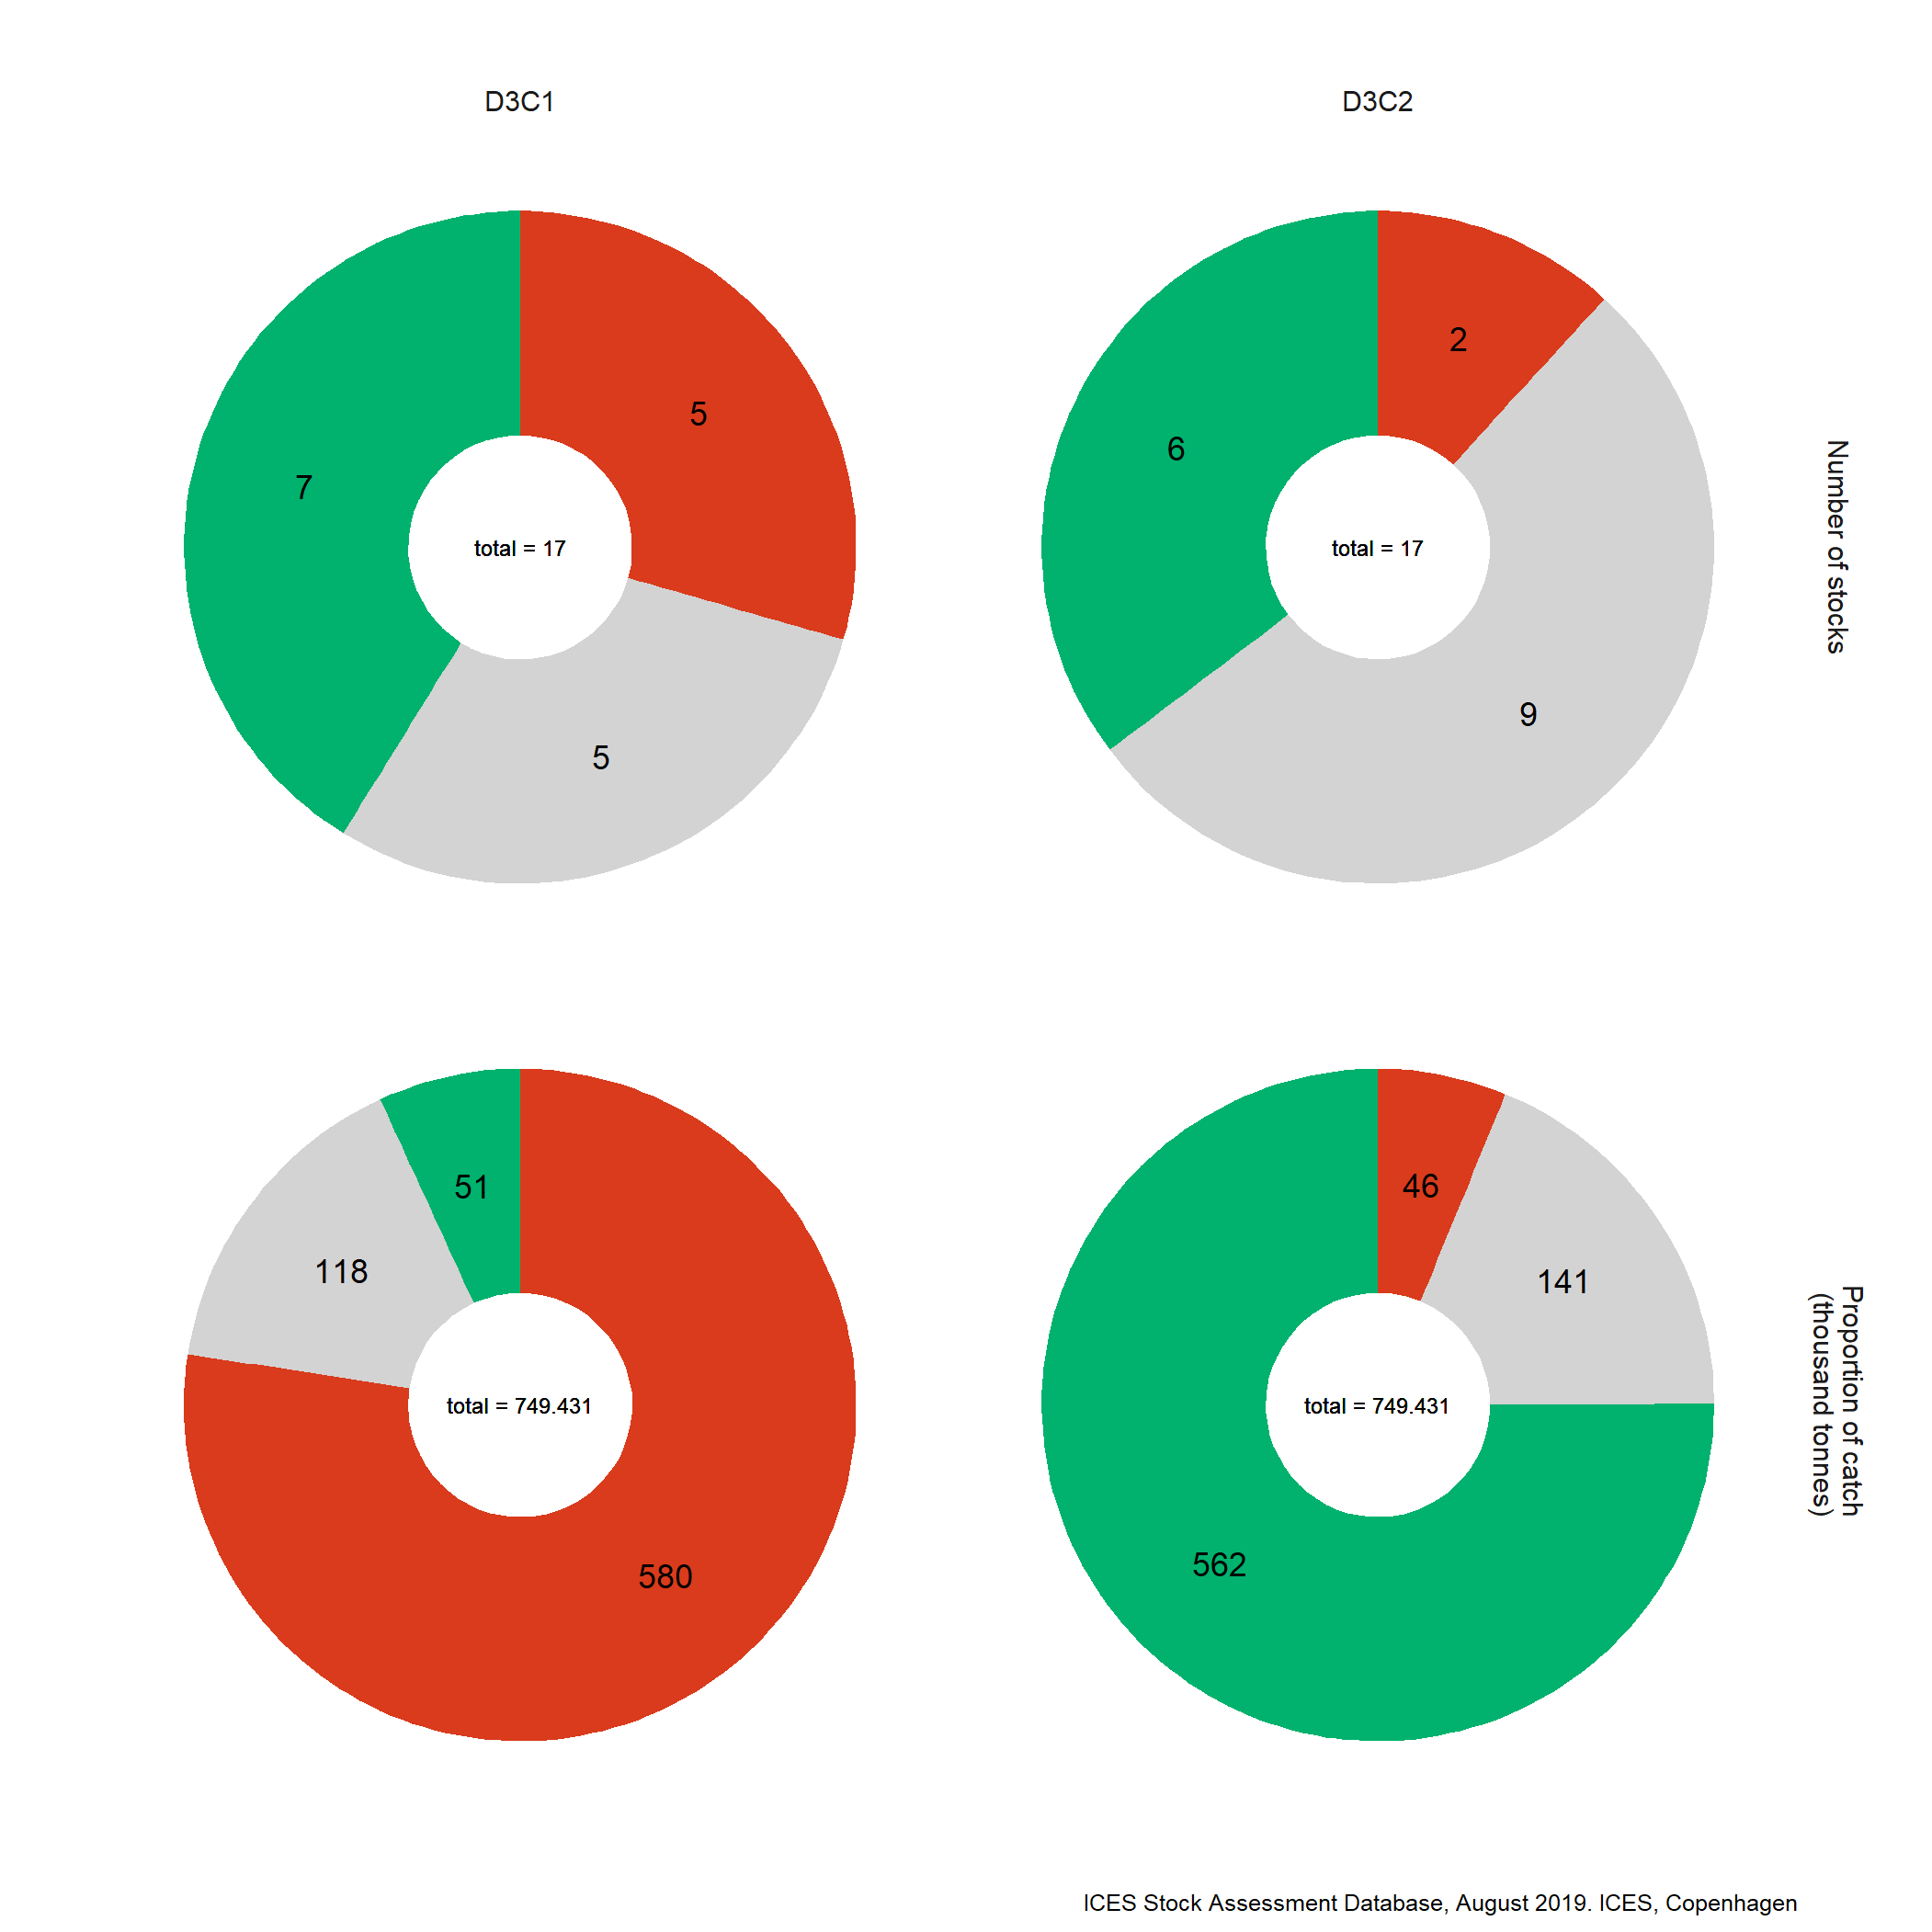 D3C1
D3C2
5
7
5
total = 17
2
6
9
total = 17
Number of stocks
51
118
580
total = 749.431
46
141
562
total = 749.431
Proportion of catch
(thousand tonnes)
ICES Stock Assessment Database, August 2019. ICES, Copenhagen